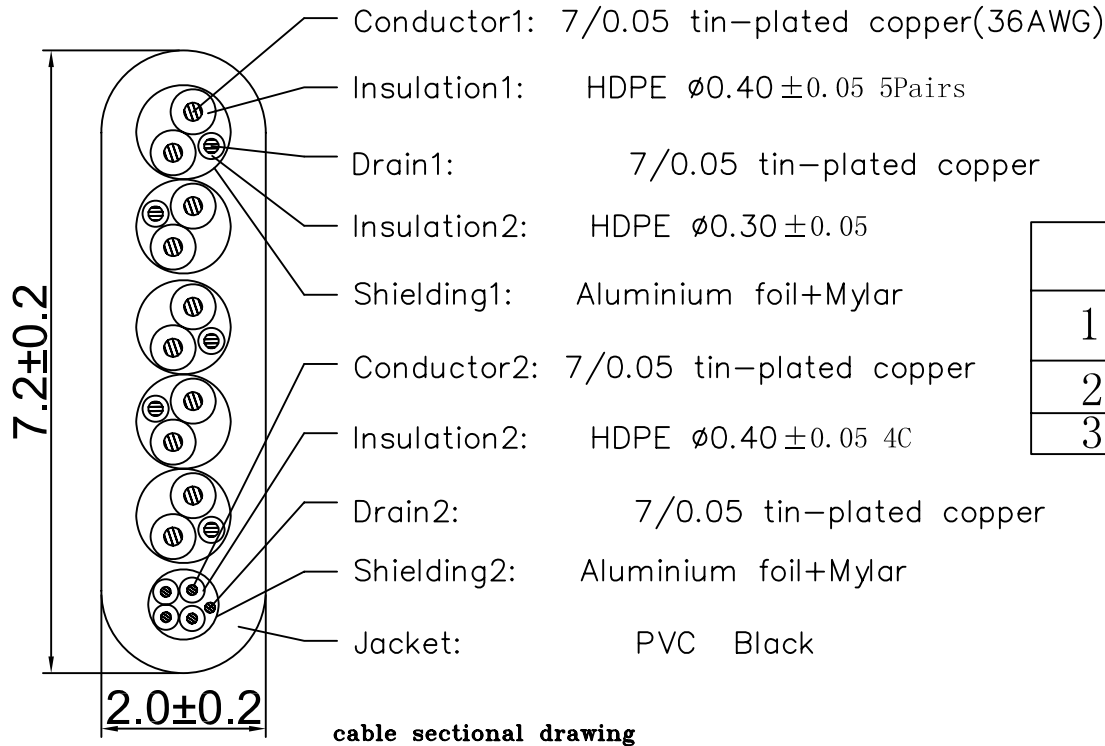 Conductor1: 7/0.05 tin-plated copper(36AWG)
Insulation1: HDPE ø0.40±0.05 5Pairs
Drain1: 7/0.05 tin-plated copper
Insulation2: HDPE ø0.30±0.05
Shielding1: Aluminium foil+Mylar
Conductor2: 7/0.05 tin-plated copper
Insulation2: HDPE ø0.40±0.05 4C
Drain2: 7/0.05 tin-plated copper
Shielding2: Aluminium foil+Mylar
Jacket: PVC Black
7.2±0.2
2.0±0.2
cable sectional drawing
1
2
3